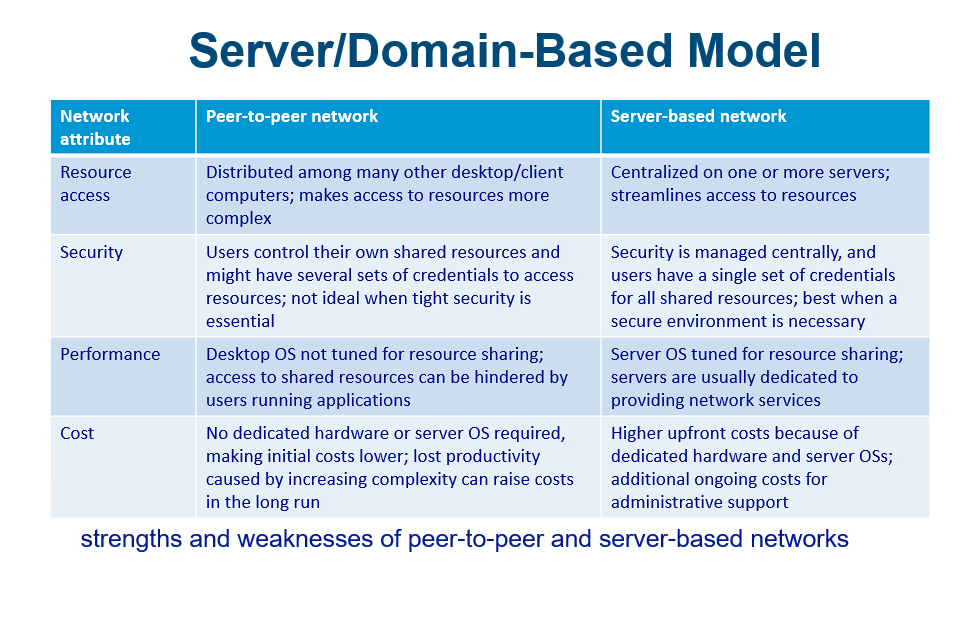 Server/Domain-Based Model
Network
attribute
Peer-to-peer network
Server-based network
Resource
access
Distributed among many other desktop/client
computers; makes access to resources more
complex
Centralized on one or more servers;
streamlines access to resources
Security
Users control their own shared resources and
might have several sets of credentials to access
resources; not ideal when tight security is
essential
Security is managed centrally, and
users have a single set of credentials
for all shared resources; best when a
secure environment is necessary
Performance
Desktop OS not tuned for resource sharing;
access to shared resources can be hindered by
users running applications
Server OS tuned for resource sharing;
servers are usually dedicated to
providing network services
Cost
No dedicated hardware or server OS required,
making initial costs lower; lost productivity
caused by increasing complexity can raise costs
in the long run
Higher upfront costs because of
dedicated hardware and server OSs;
additional ongoing costs for
administrative support
strengths and weaknesses of peer-to-peer and server-based networks